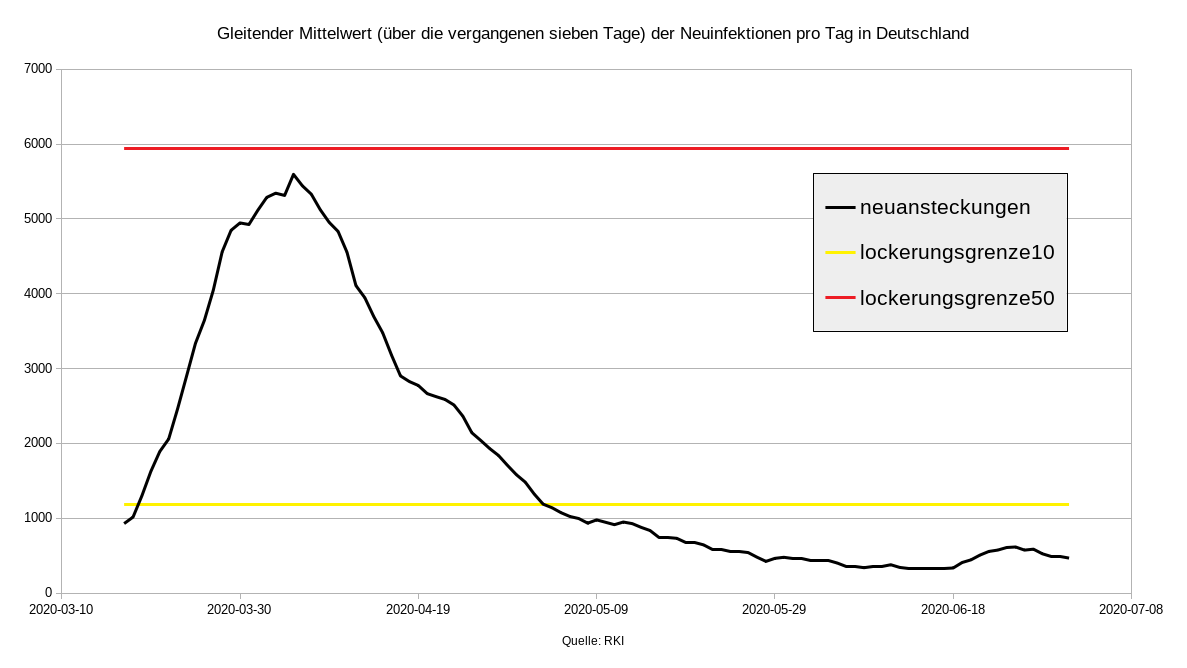 Gleitender Mittelwert (über die vergangenen sieben Tage) der Neuinfektionen pro Tag in Deutschland
7000
6000
5000
4000
3000
2000
1000
0
neuansteckungen
lockerungsgrenze10
lockerungsgrenze50
2020-03-10 2020-03-30 2020-04-19 2020-05-09 2020-05-29 2020-06-18 2020-07-08
Quelle: RKI